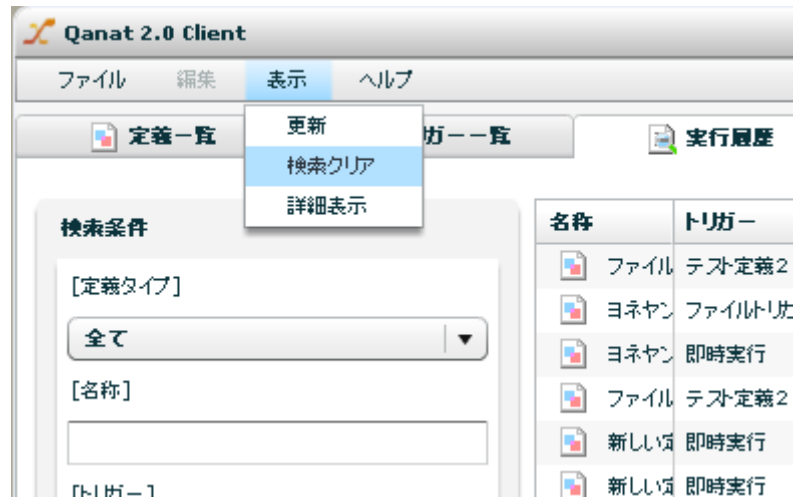 Qanat 2.0 Client
ファイル 編集 表示 ヘルプ
定義一覧 ガー一覧 実行履歴
更新
検索クリア
詳細表示
検索条件
[定義タイプ]
全て
[名称]
[トリガー]
名称 トリガー
ファイル テスト定義2
ヨネヤン ファイルトリガ
ヨネヤン 即時実行
ファイル テスト定義2
新しい定 即時実行
新しい定 即時実行